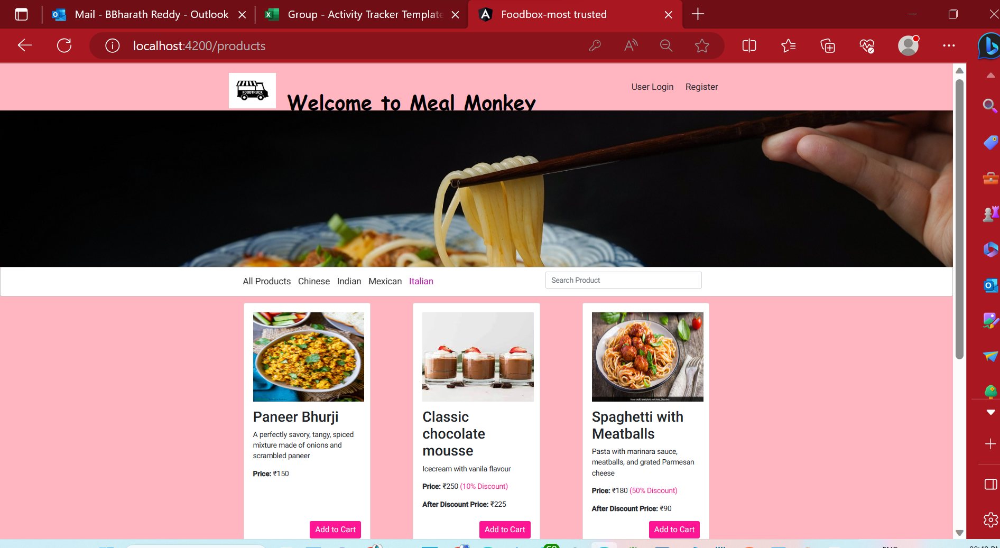 Mail - BBharath Reddy - Outlook
Group - Activity Tracker Template
Foodbox-most trusted
localhost:4200/products
FOODTRUCK
Welcome to Meal Monkey
User Login Register
All Products Chinese Indian Mexican Italian
Search Product
Paneer Bhurji
A perfectly savory, tangy, spiced
mixture made of onions and
scrambled paneer
Price: ₹150
Add to Cart
Classic
chocolate
mousse
Icecream with vanila flavour
Price: ₹250 (10% Discount)
After Discount Price: ₹225
Add to Cart
Spaghetti with
Meatballs
Pasta with marinara sauce,
meatballs, and grated Parmesan
cheese
Price: ₹180 (50% Discount)
After Discount Price: ₹90
Add to Cart